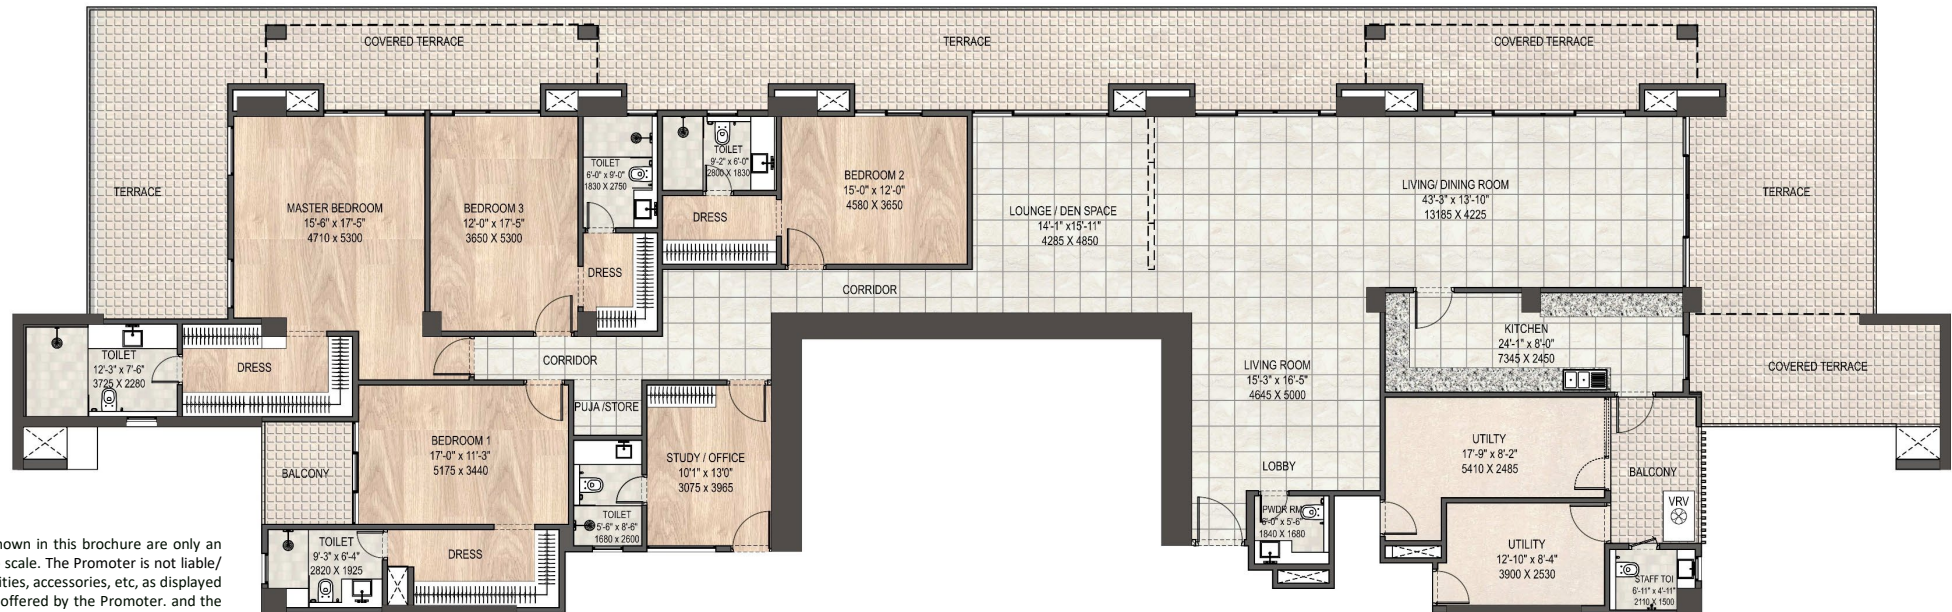 COVERED TERRACE
TERRACE
COVERED TERRACE
TERRACE
MASTER BEDROOM
15'-6" x 17'-5"
4710 x 5300
BEDROOM 3
12'-0" x 17'-5"
3650 X 5300
TOILET
6'-0" x 9'-0"
1830 X 2750
DRESS
TOILET
9'-2" x 6'-0"
2800 X 1830
DRESS
BEDROOM 2
15'-0" x 12'-0"
4580 X 3650
LOUNGE / DEN SPACE
14'-1" x15'-11"
4285 X 4850
LIVING/ DINING ROOM
43'-3" x 13'-10"
13185 X 4225
TERRACE
CORRIDOR
CORRIDOR
TOILET
12'-3" x 7'-6"
3725 X 2280
DRESS
KITCHEN
24'-1" x 8'-0"
7345 X 2450
COVERED TERRACE
LIVING ROOM
15'-3" x 16'-5"
4645 X 5000
PUJA /STORE
BEDROOM 1
17'-0" x 11'-3"
5175 x 3440
BALCONY
STUDY / OFFICE
10'1" x 13'0"
3075 x 3965
TOILET
5'-6" x 8'-6"
1680 x 2600
LOBBY
PWDR RM
6'-0" x 5'-6"
1840 X 1680
UTILTY
17'-9" x 8'-2"
5410 X 2485
BALCONY
VRV
UTILITY
12'-10" x 8'-4"
3900 X 2530
STAFF TOI
6'-11" x 4'-11"
2110 X 1500
TOILET
9'-3" x 6'-4"
2820 X 1925
DRESS
hown in this brochure are only an
scale. The Promoter is not liable/
ities, accessories, etc, as displayed
offered by the Promoter. and the